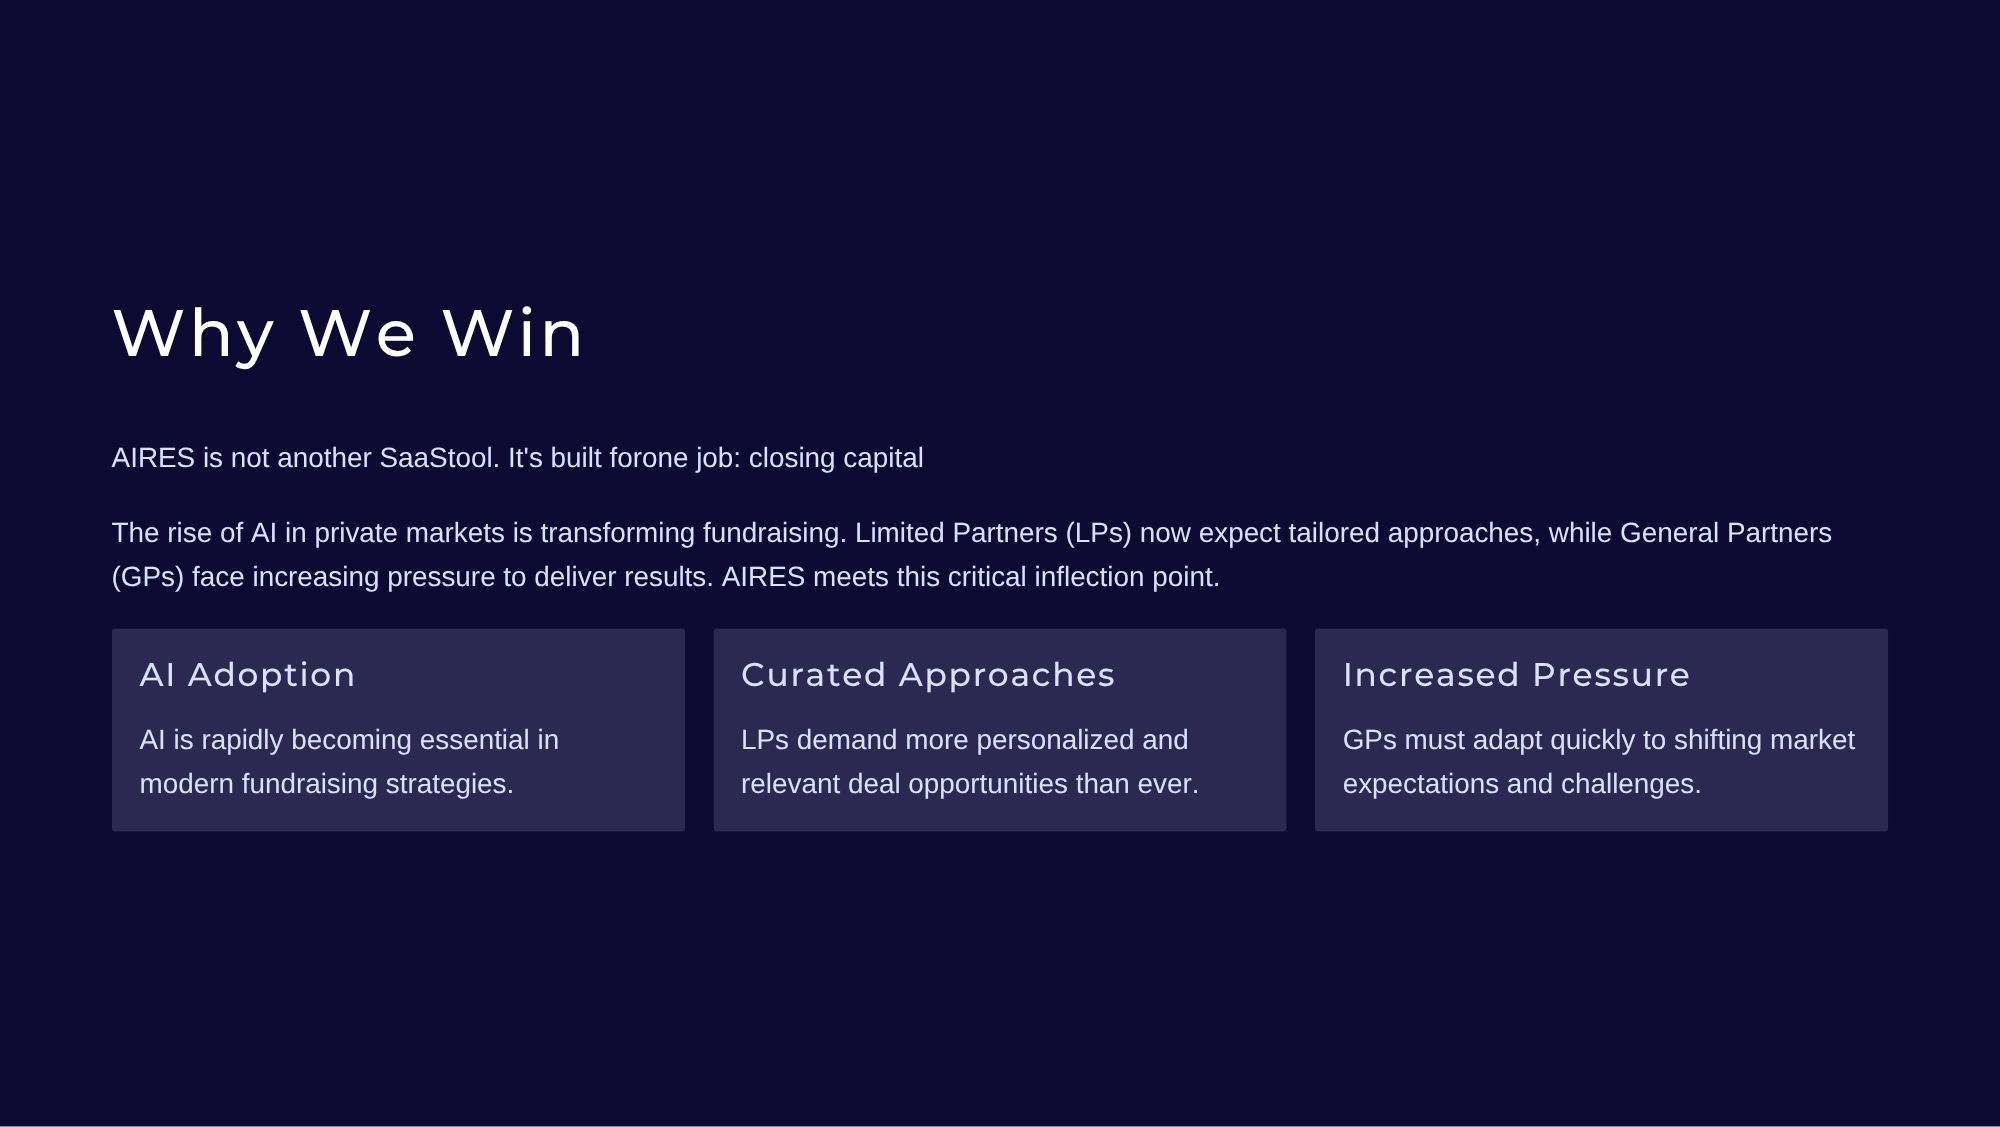 Why We Win
AIRES is not another SaaStool. It's built forone job: closing capital
The rise of AI in private markets is transforming fundraising. Limited Partners (LPs) now expect tailored approaches, while General Partners
(GPs) face increasing pressure to deliver results. AIRES meets this critical inflection point.
AI Adoption
AI is rapidly becoming essential in
modern fundraising strategies.
Curated Approaches
LPs demand more personalized and
relevant deal opportunities than ever.
Increased Pressure
GPs must adapt quickly to shifting market
expectations and challenges.